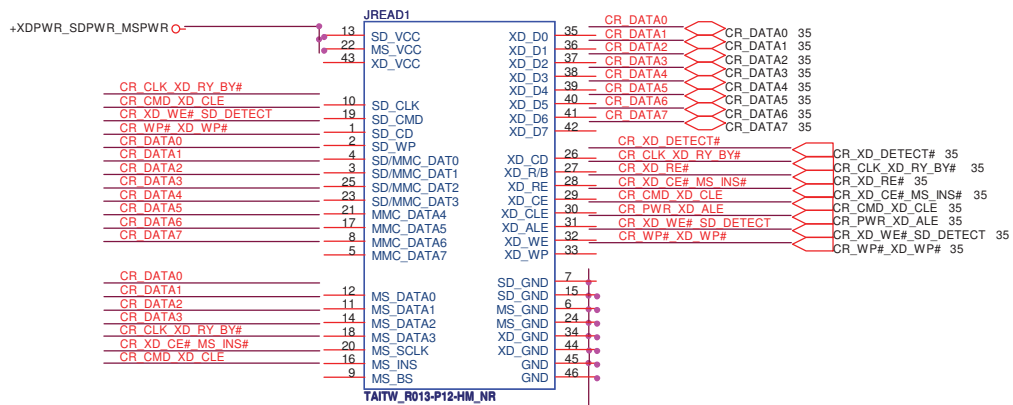 JREAD1
+XDPWR_SDPWR_MSPWR
13 SD_VCC
22 MS_VCC
43 XD_VCC
CR_CLK_XD_RY_BY# 10 SD_CLK
CR_CMD_XD_CLE 19 SD_CMD
CR_XD_WE#_SD_DETECT 1 SD_CD
CR_WP#_XD_WP# 2 SD_WP
CR_DATA0 4 SD/MMC_DAT0
CR_DATA1 3 SD/MMC_DAT1
CR_DATA2 25 SD/MMC_DAT2
CR_DATA3 23 SD/MMC_DAT3
CR_DATA4 21 MMC_DATA4
CR_DATA5 17 MMC_DATA5
CR_DATA6 8 MMC_DATA6
CR_DATA7 5 MMC_DATA7
CR_DATA0 12 MS_DATA0
CR_DATA1 11 MS_DATA1
CR_DATA2 14 MS_DATA2
CR_DATA3 18 MS_DATA3
CR_CLK_XD_RY_BY# 20 MS_SCLK
CR_XD_CE#_MS_INS# 16 MS_INS
CR_CMD_XD_CLE 9 MS_BS
XD_D0 35 CR_DATA0 CR_DATA0 35
XD_D1 36 CR_DATA1 CR_DATA1 35
XD_D2 37 CR_DATA2 CR_DATA2 35
XD_D3 38 CR_DATA3 CR_DATA3 35
XD_D4 39 CR_DATA4 CR_DATA4 35
XD_D5 40 CR_DATA5 CR_DATA5 35
XD_D6 41 CR_DATA6 CR_DATA6 35
XD_D7 42 CR_DATA7 CR_DATA7 35
XD_CD 26 CR_XD_DETECT# CR_XD_DETECT# 35
XD_R/B 27 CR_CLK_XD_RY_BY# CR_CLK_XD_RY_BY# 35
XD_RE 28 CR_XD_RE# CR_XD_RE# 35
XD_CE 29 CR_XD_CE#_MS_INS# CR_XD_CE#_MS_INS# 35
XD_CLE 30 CR_CMD_XD_CLE CR_CMD_XD_CLE 35
XD_ALE 31 CR_PWR_XD_ALE CR_PWR_XD_ALE 35
XD_WE 32 CR_XD_WE#_SD_DETECT CR_XD_WE#_SD_DETECT 35
XD_WP 33 CR_WP#_XD_WP# CR_WP#_XD_WP# 35
SD_GND 7
SD_GND 15
MS_GND 6
MS_GND 24
XD_GND 34
XD_GND 44
GND 45
GND 46
TAITW_R013-P12-HM_NR